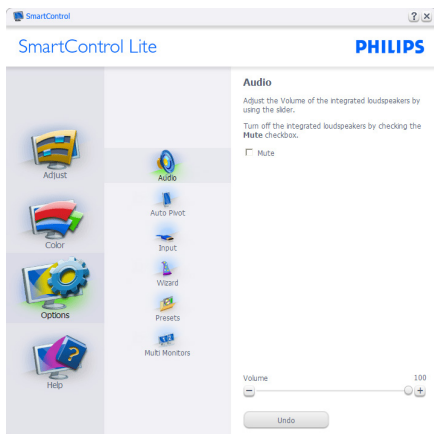 SmartControl
SmartControl Lite
PHILIPS
Adjust
Color
Options
Help
Audio
Auto Pivot
Input
Wizard
Presets
Multi Monitors
Audio
Adjust the Volume of the integrated loudspeakers by
using the slider.
Turn off the integrated loudspeakers by checking the
Mute checkbox.
Mute
Volume 100
Undo